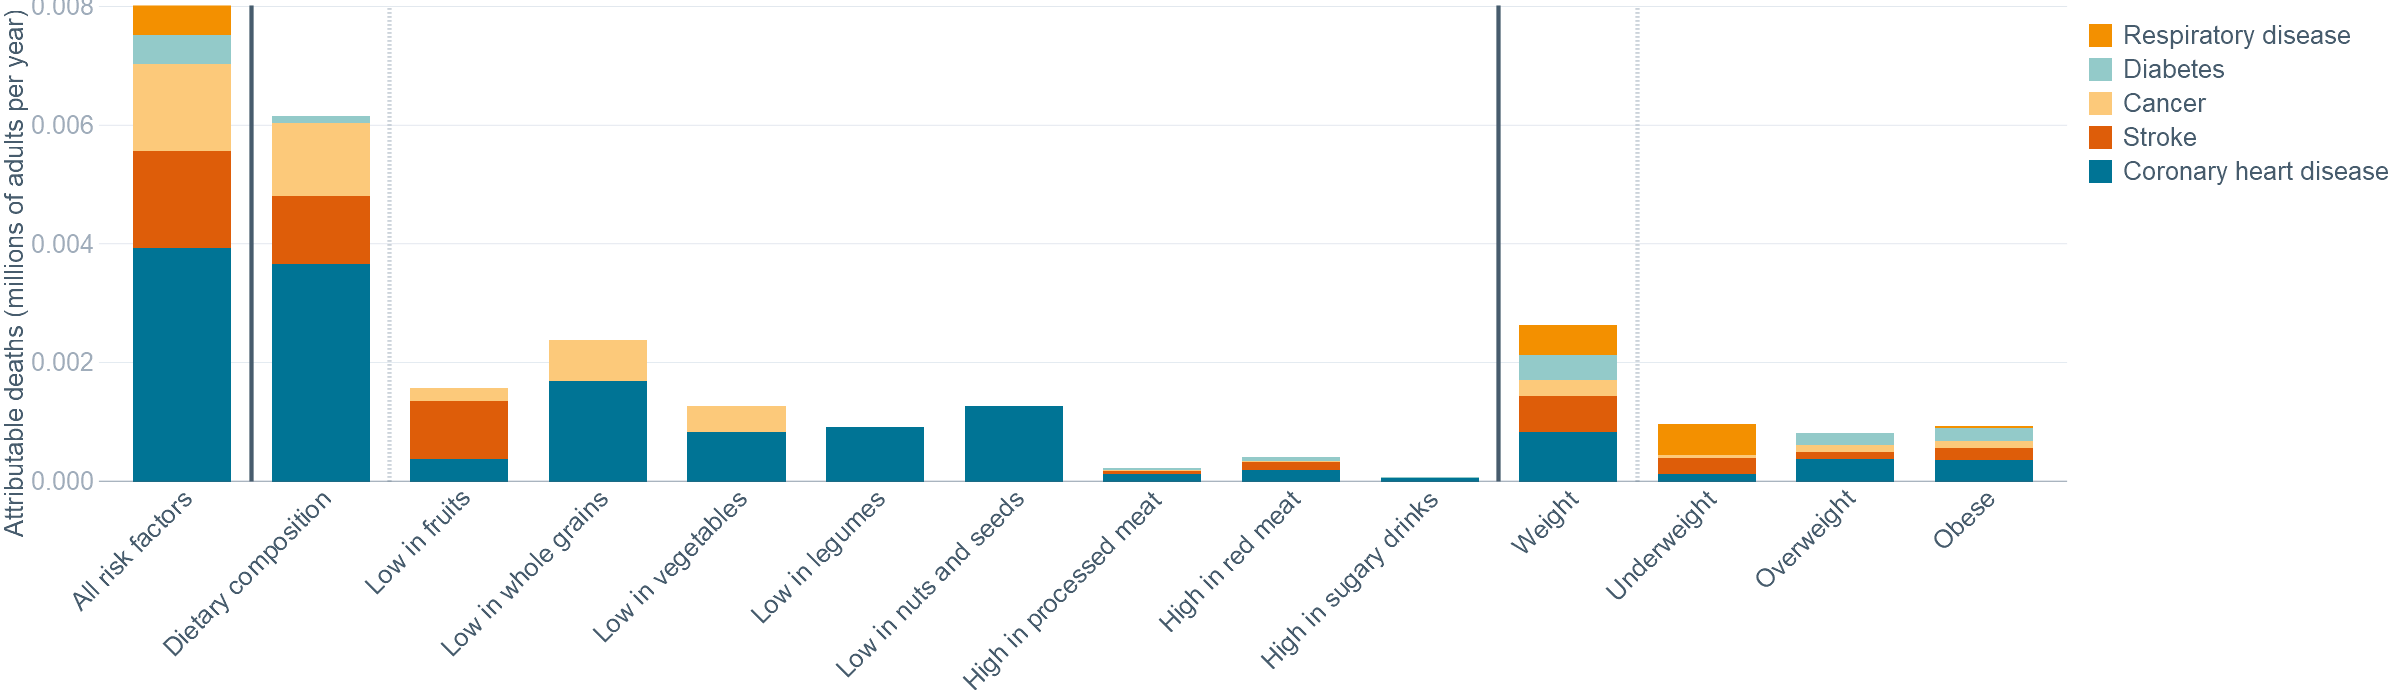 Attributable deaths (millions of adults per year)
0.008
0.006
0.004
0.002
0.000
All risk factors
Dietary composition
Low in fruits
Low in whole grains
Low in vegetables
Low in legumes
Low in nuts and seeds
High in processed meat
High in red meat
High in sugary drinks
Weight
Underweight
Overweight
Obese
Respiratory disease
Diabetes
Cancer
Stroke
Coronary heart disease